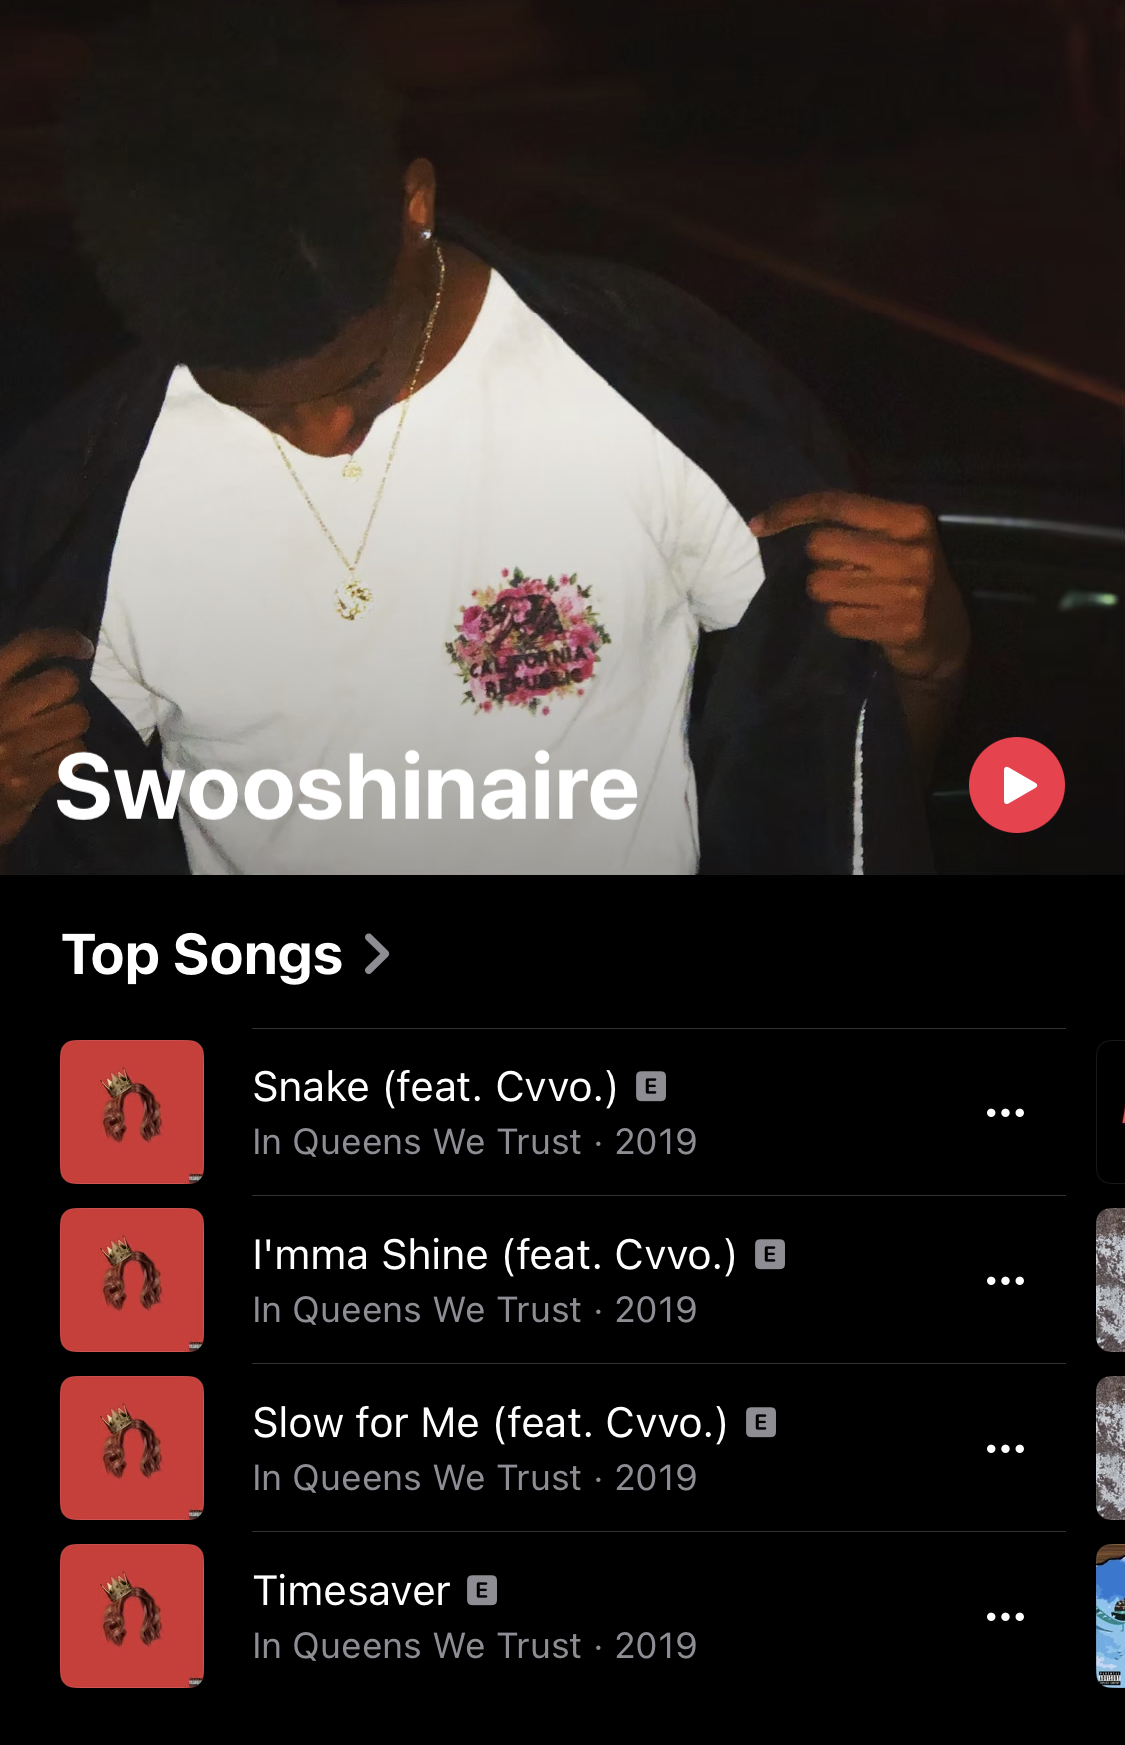 CALIFORNIA
REPUBLIC
Swooshinaire
Top Songs
Snake (feat. Cvvo.) E
In Queens We Trust · 2019
I'mma Shine (feat. Cvvo.) E
In Queens We Trust · 2019
Slow for Me (feat. Cvvo.) E
In Queens We Trust · 2019
Timesaver E
In Queens We Trust · 2019